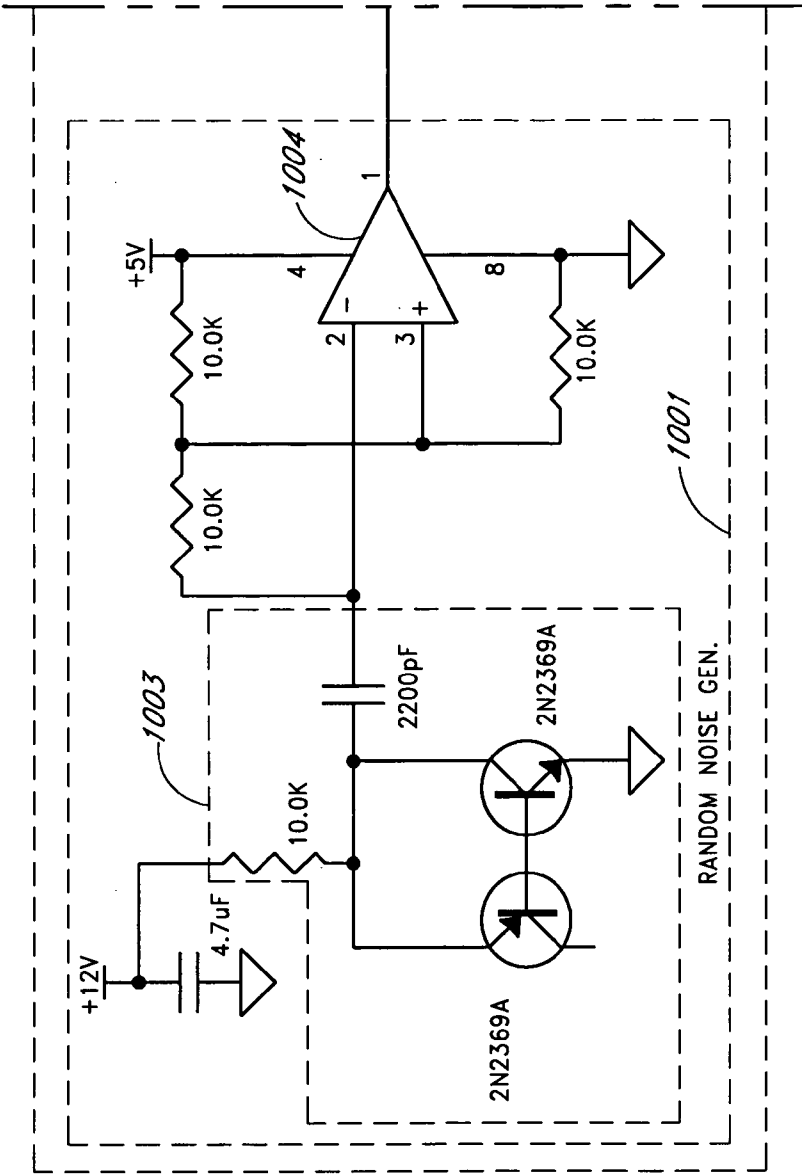 +12V
4.7uF
10.0K
1003
2200pF
2N2369A
2N2369A
RANDOM NOISE GEN.
+5V
10.0K
10.0K
10.0K
2
3
4
8
1
-
+
1004
1001